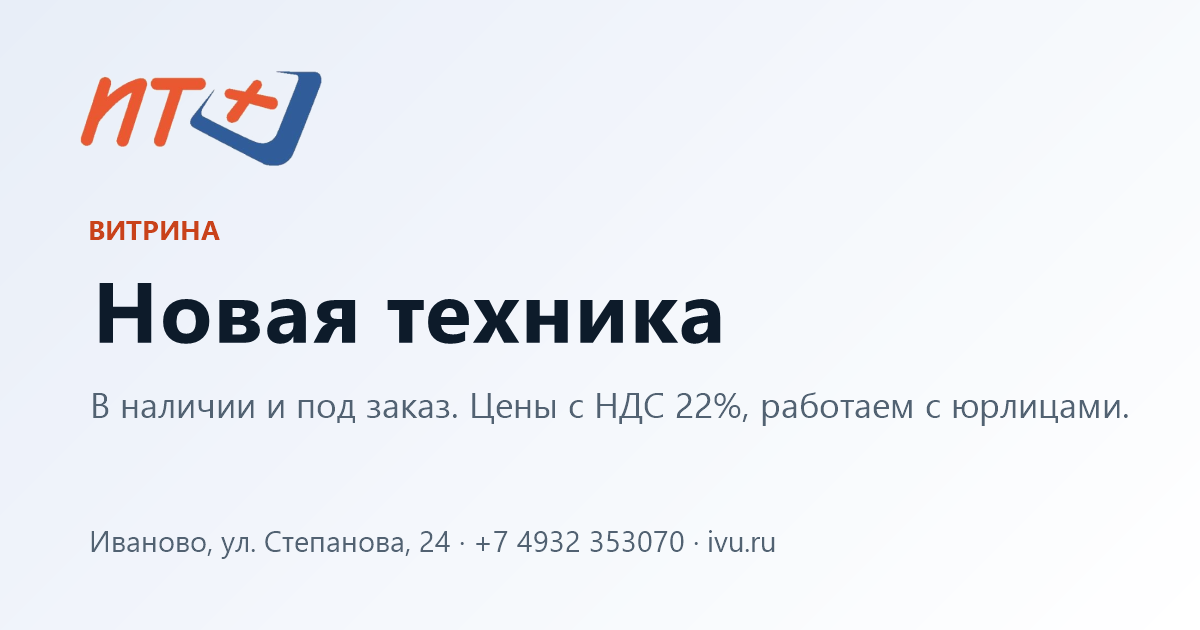 ПТ+
ВИТРИНА
Новая техника
В наличии и под заказ. Цены с НДС 22%, работаем с юрлицами.
Иваново, ул. Степанова, 24 · +7 4932 353070 · ivu.ru